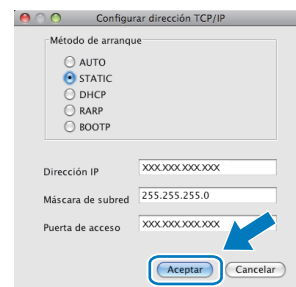 Configurar dirección TCP/IP
Método de arranque
AUTO
STATIC
DHCP
RARP
BOOTP
Dirección IP XXX.XXX.XXX.XXX
Máscara de subred 255.255.255.0
Puerta de acceso XXX.XXX.XXX.XXX
Aceptar Cancelar